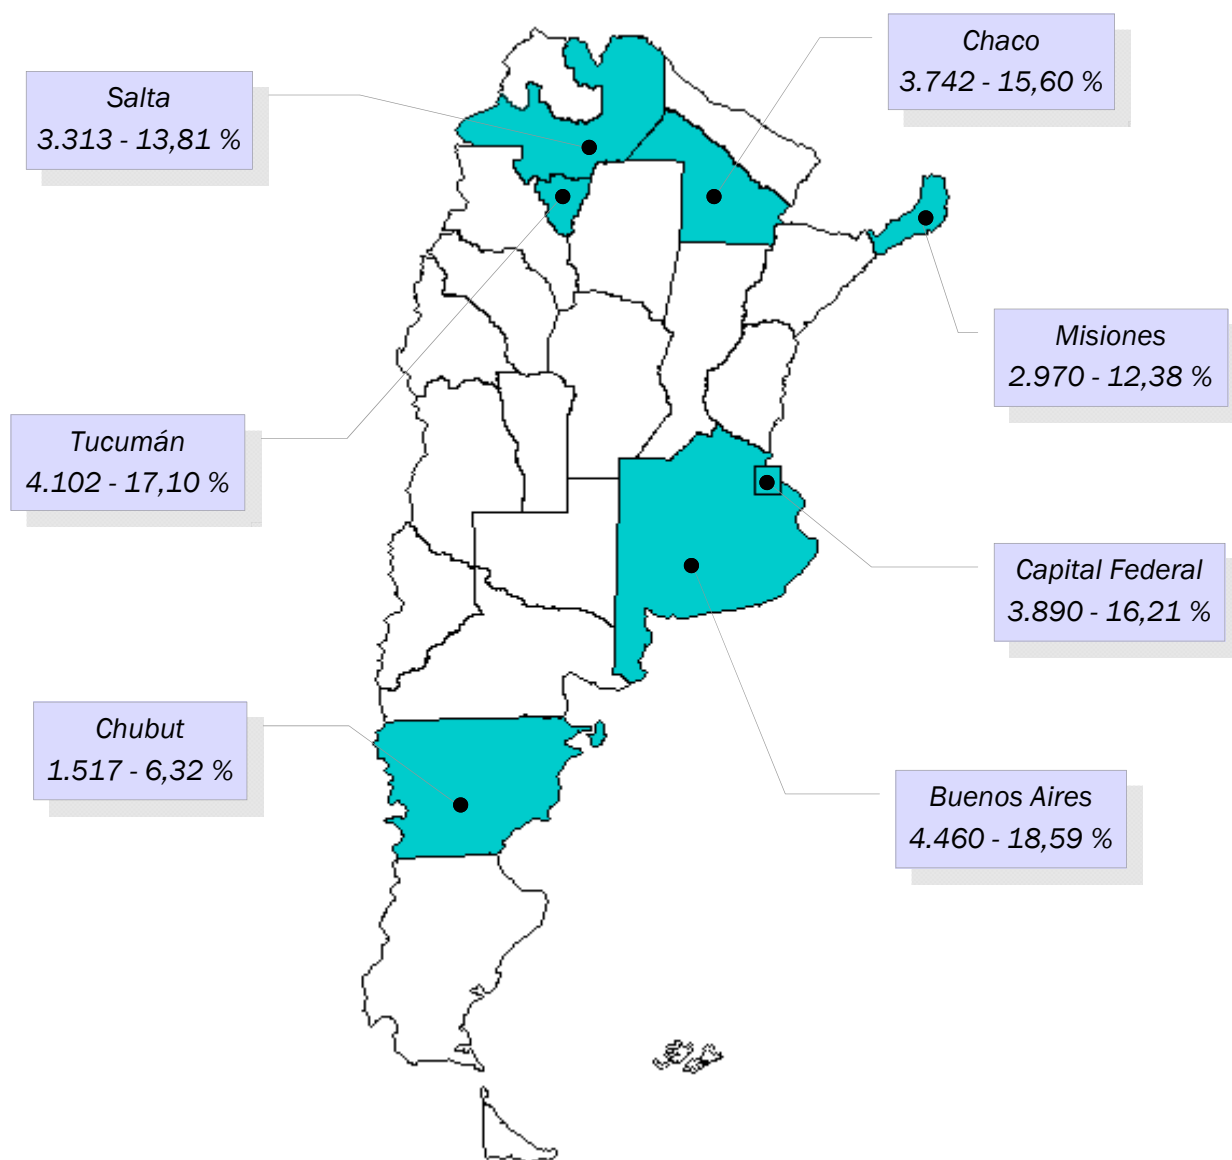 Chaco
3.742 - 15,60 %
Salta
3.313 - 13,81 %
Misiones
2.970 - 12,38 %
Tucumán
4.102 - 17,10 %
Capital Federal
3.890 - 16,21 %
Chubut
1.517 - 6,32 %
Buenos Aires
4.460 - 18,59 %